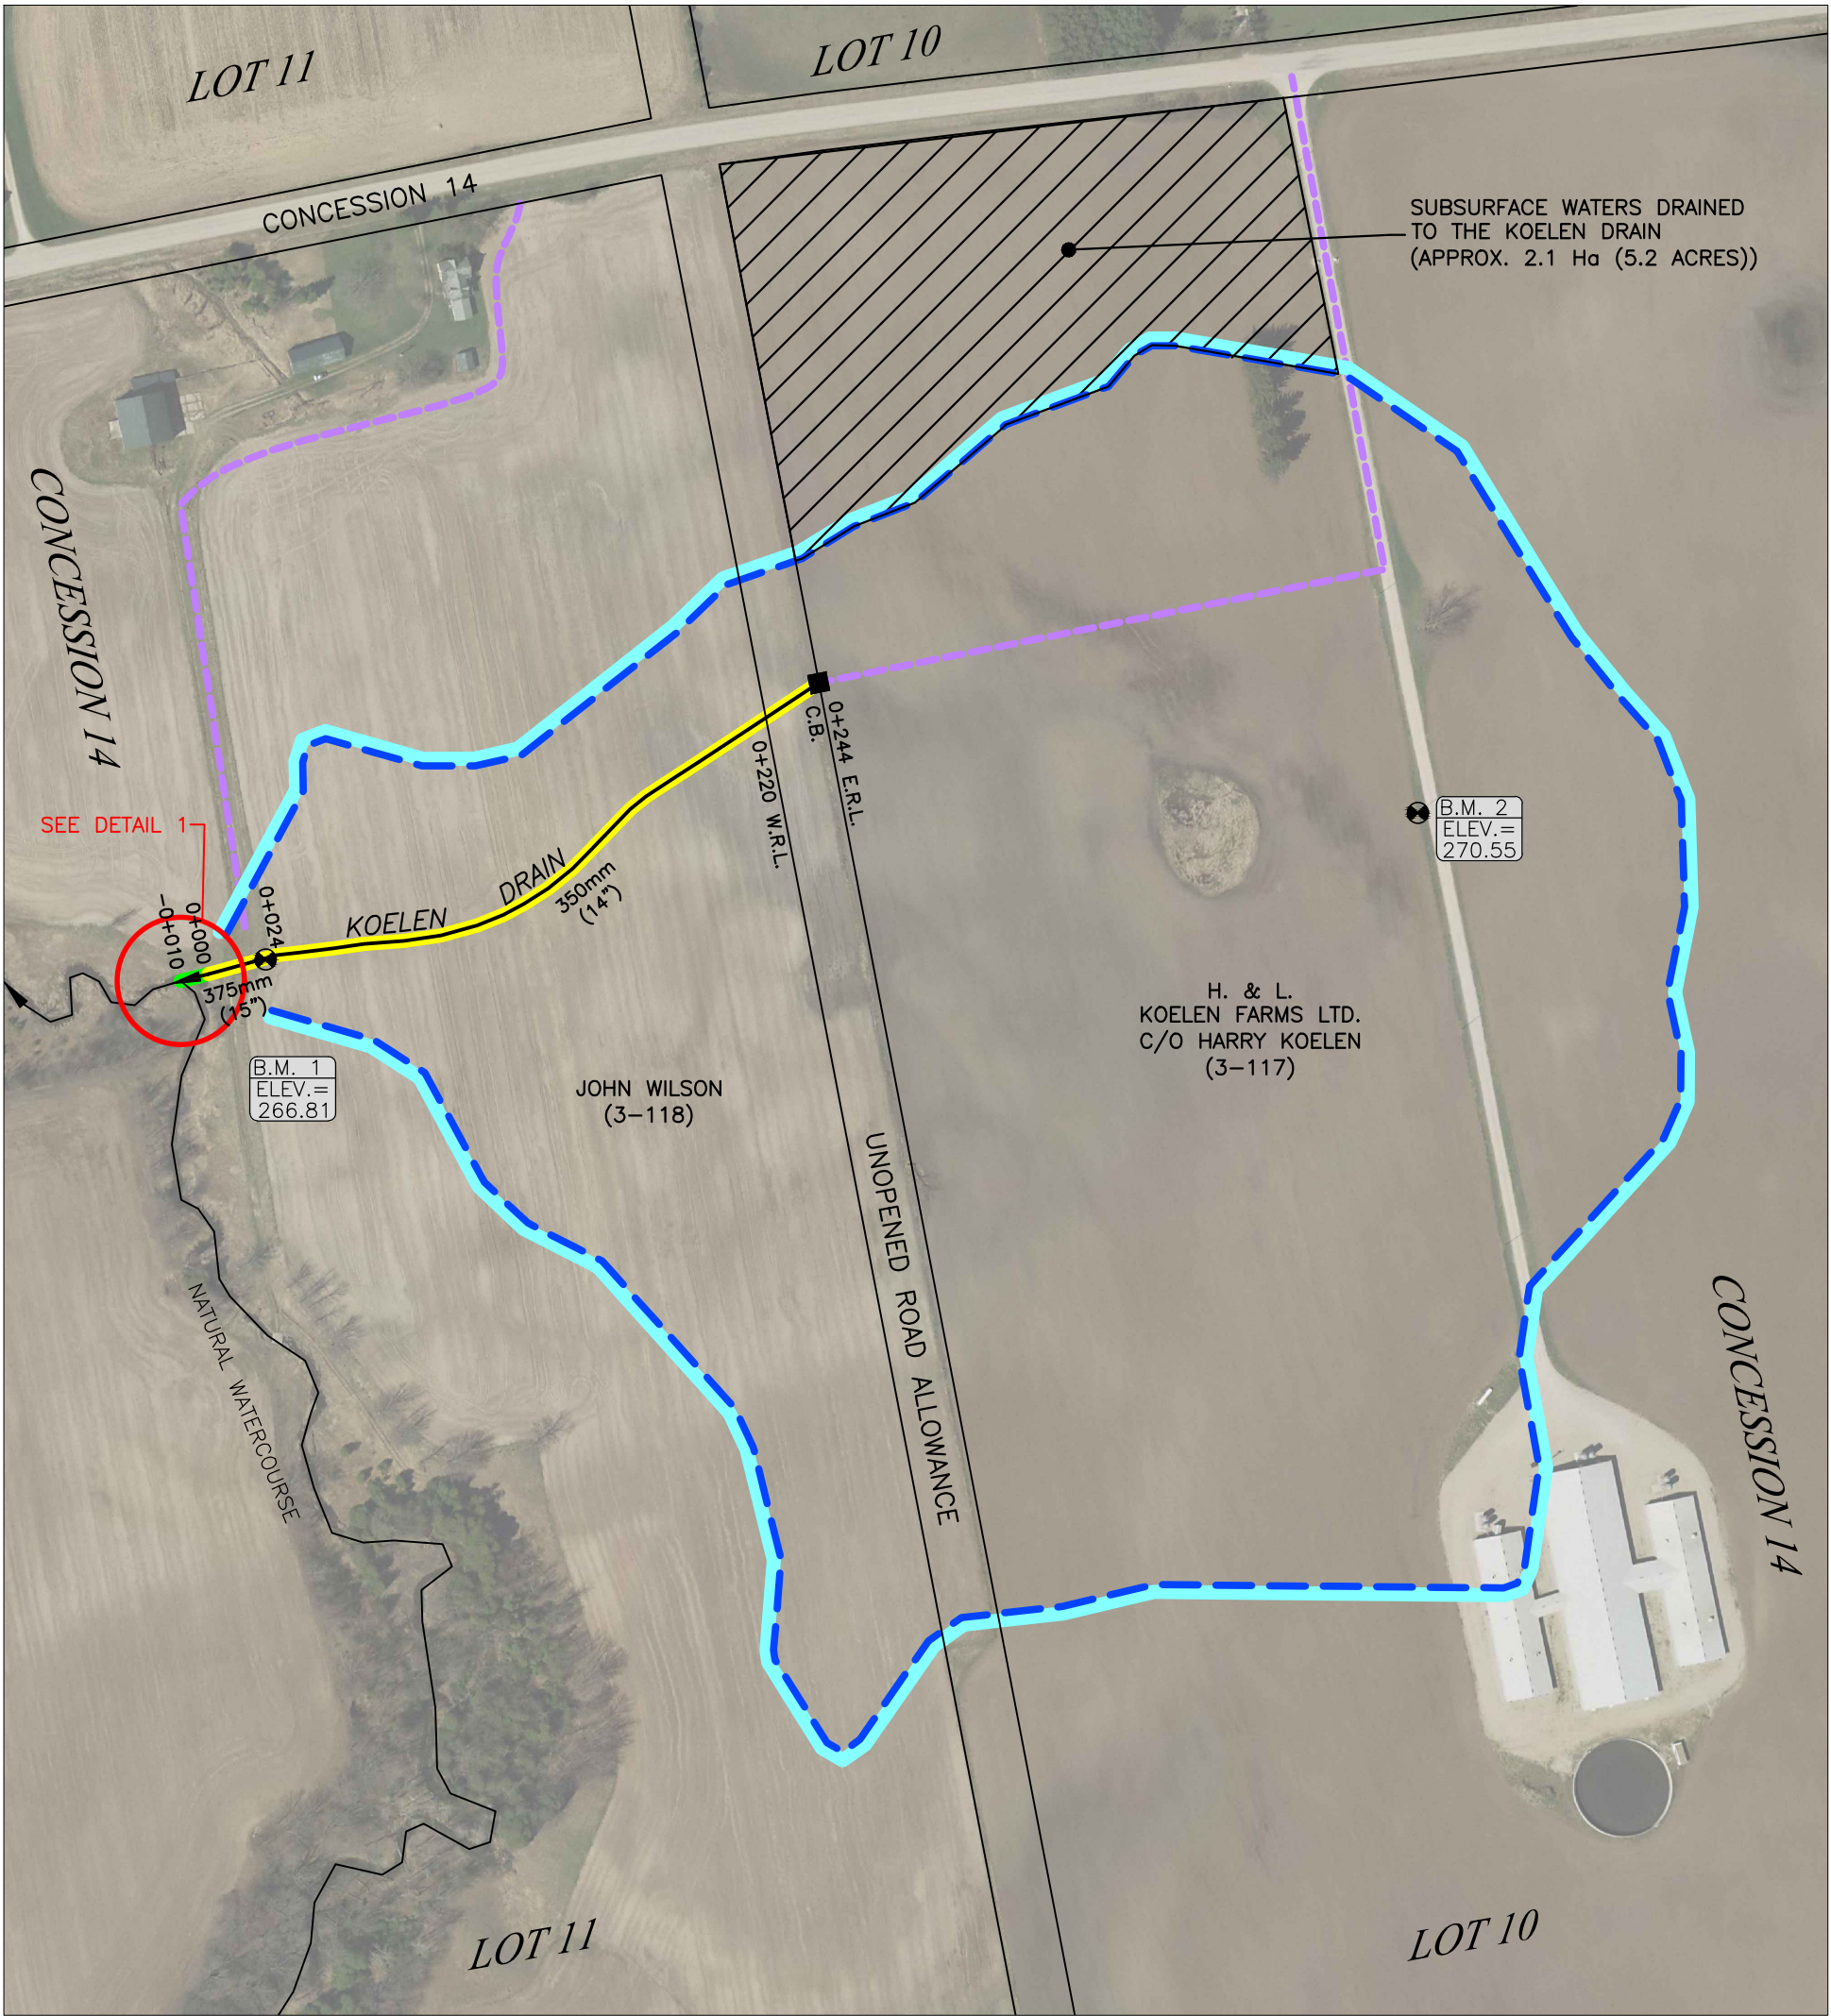 LOT 11
LOT 10
CONCESSION 14
SUBSURFACE WATERS DRAINED
TO THE KOELEN DRAIN
(APPROX. 2.1 Ha (5.2 ACRES))
CONCESSION 14
SEE DETAIL 1
-0+010
0+000
0+024
375mm
(15")
KOELEN DRAIN
350mm
(14")
0+220 W.R.L.
C.B.
0+244 E.R.L.
B.M. 2
ELEV.=
270.55
B.M. 1
ELEV.=
266.81
H. & L.
KOELEN FARMS LTD.
C/O HARRY KOELEN
(3-117)
JOHN WILSON
(3-118)
UNOPENED ROAD ALLOWANCE
NATURAL WATERCOURSE
CONCESSION 14
LOT 11
LOT 10